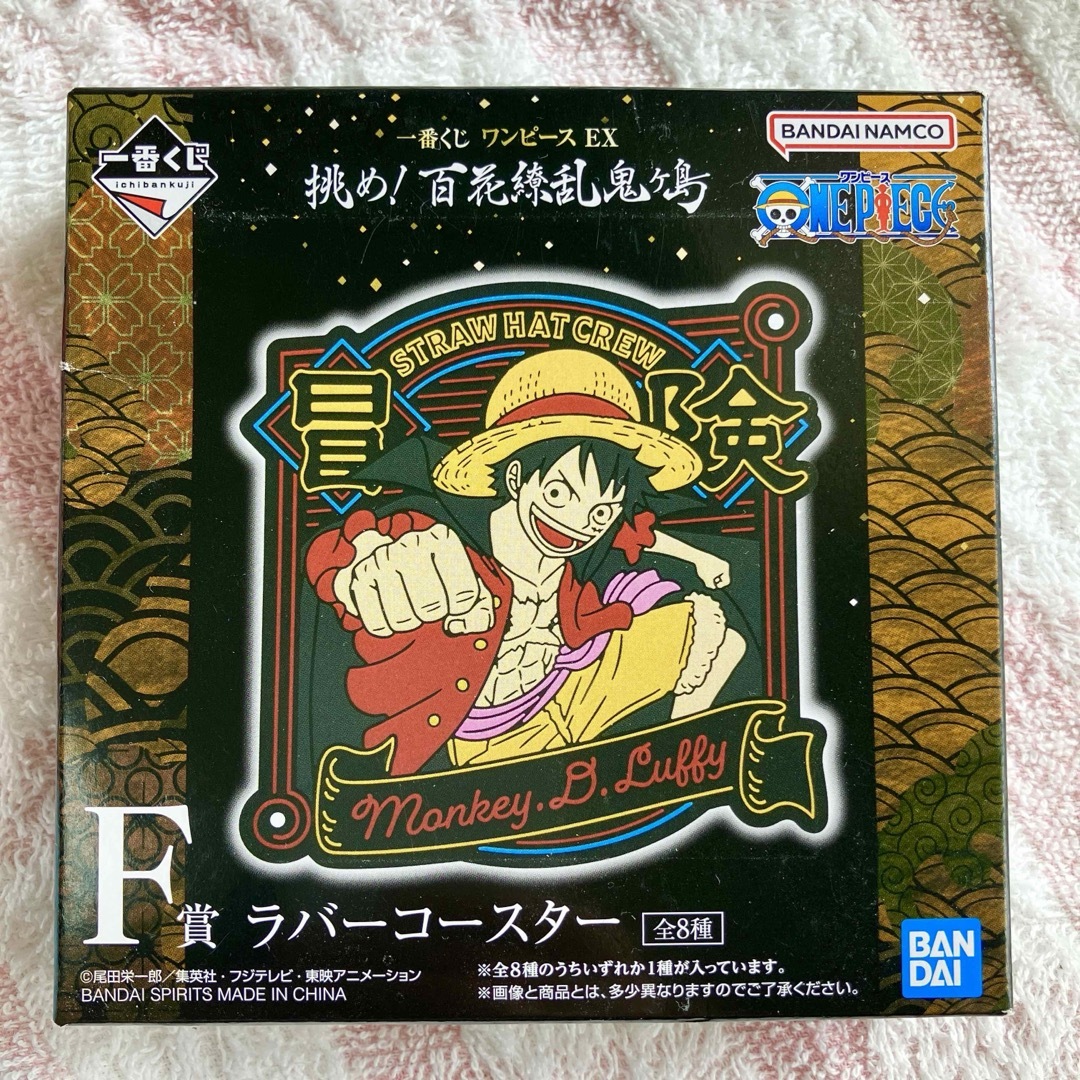 一番くじ
ichibankuji
一番くじ ワンピース EX
挑め!百花繚乱鬼ヶ島
BANDAI NAMCO
ワンピース
ONE PIECE
STRAW HAT CREW
冒険
Monkey.D.Luffy
F賞 ラバーコースター 全8種
©尾田栄一郎/集英社・フジテレビ・東映アニメーション
BANDAI SPIRITS MADE IN CHINA
※全8種のうちいずれか1種が入っています。
※画像と商品とは、多少異なりますのでご了承ください。
BAN
DAI